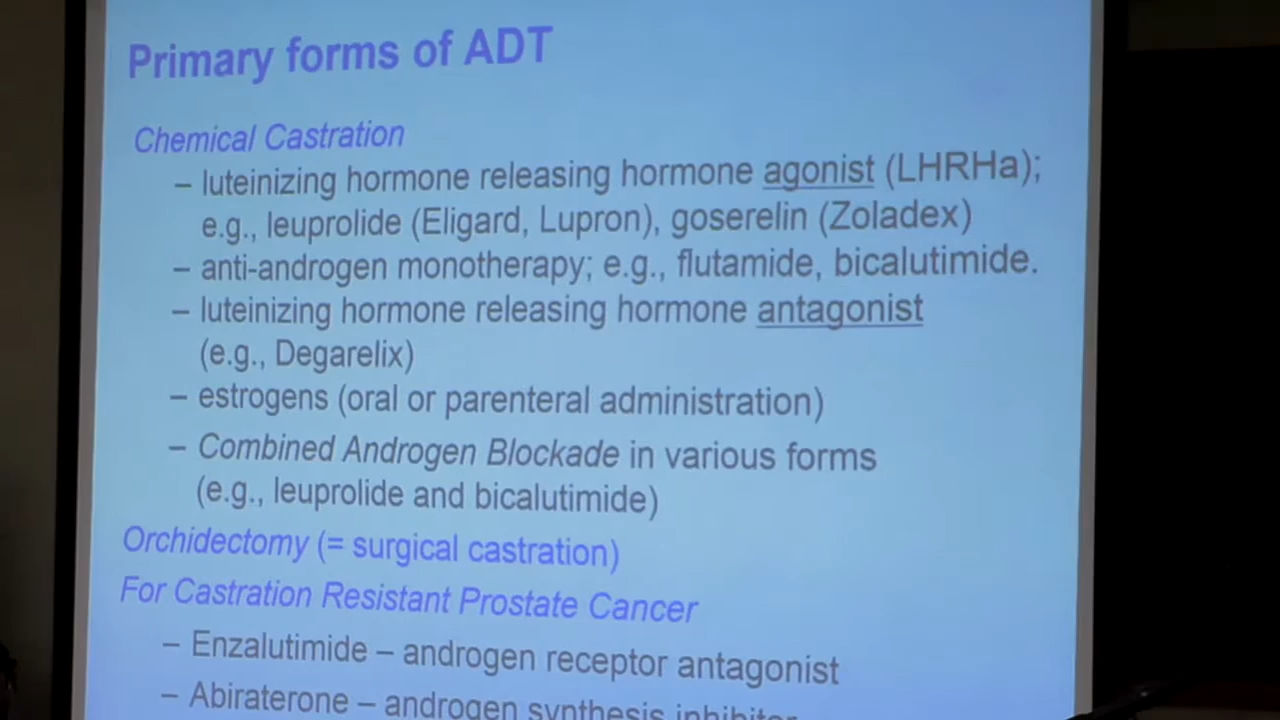 Primary forms of ADT
Chemical Castration
– luteinizing hormone releasing hormone agonist (LHRHa);
e.g., leuprolide (Eligard, Lupron), goserelin (Zoladex)
– anti-androgen monotherapy; e.g., flutamide, bicalutimide.
– luteinizing hormone releasing hormone antagonist
(e.g., Degarelix)
– estrogens (oral or parenteral administration)
– Combined Androgen Blockade in various forms
(e.g., leuprolide and bicalutimide)
Orchidectomy (= surgical castration)
For Castration Resistant Prostate Cancer
– Enzalutimide – androgen receptor antagonist
– Abiraterone – androgen synthesis inhibitor